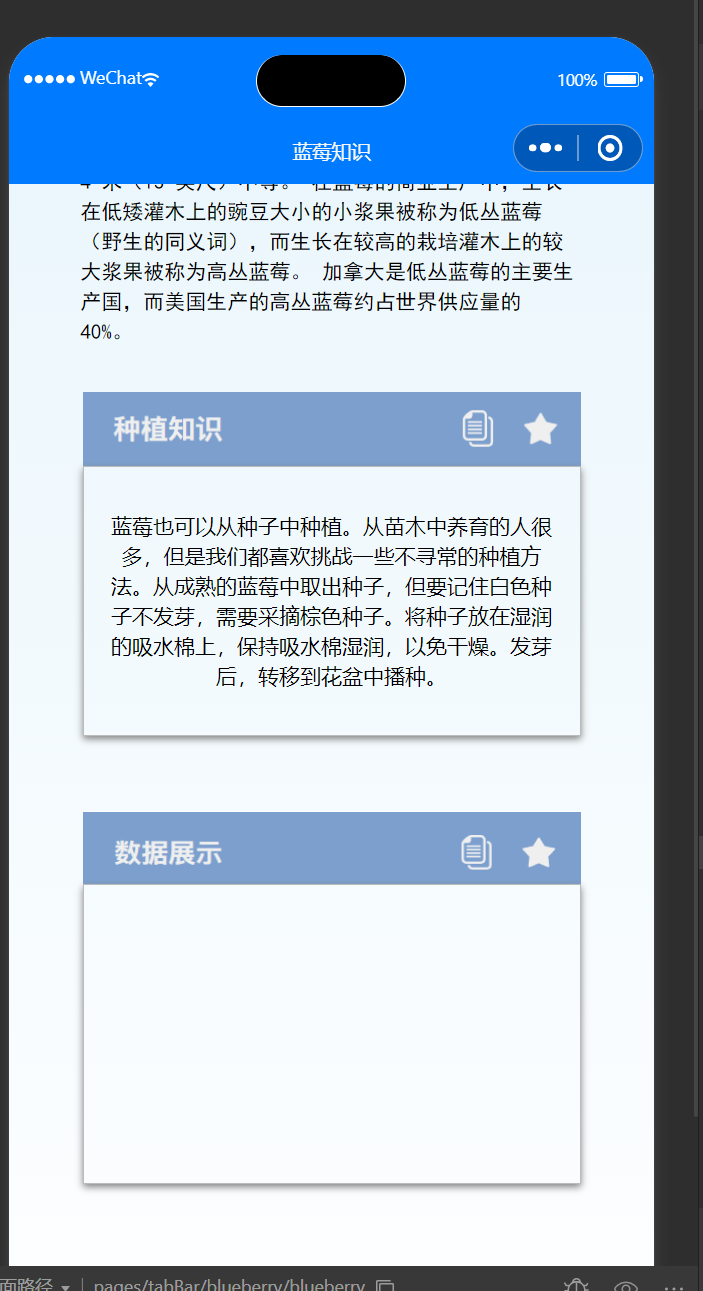 WeChat
100%
蓝莓知识
在低矮灌木上的豌豆大小的小浆果被称为低丛蓝莓
（野生的同义词），而生长在较高的栽培灌木上的较
大浆果被称为高丛蓝莓。 加拿大是低丛蓝莓的主要生
产国，而美国生产的高丛蓝莓约占世界供应量的
40%。
种植知识
蓝莓也可以从种子中种植。从苗木中养育的人很
多，但是我们都喜欢挑战一些不寻常的种植方
法。从成熟的蓝莓中取出种子，但要记住白色种
子不发芽，需要采摘棕色种子。将种子放在湿润
的吸水棉上，保持吸水棉湿润，以免干燥。发芽
后，转移到花盆中播种。
数据展示
面路径 pages/tabBar/blueberry/blueberry